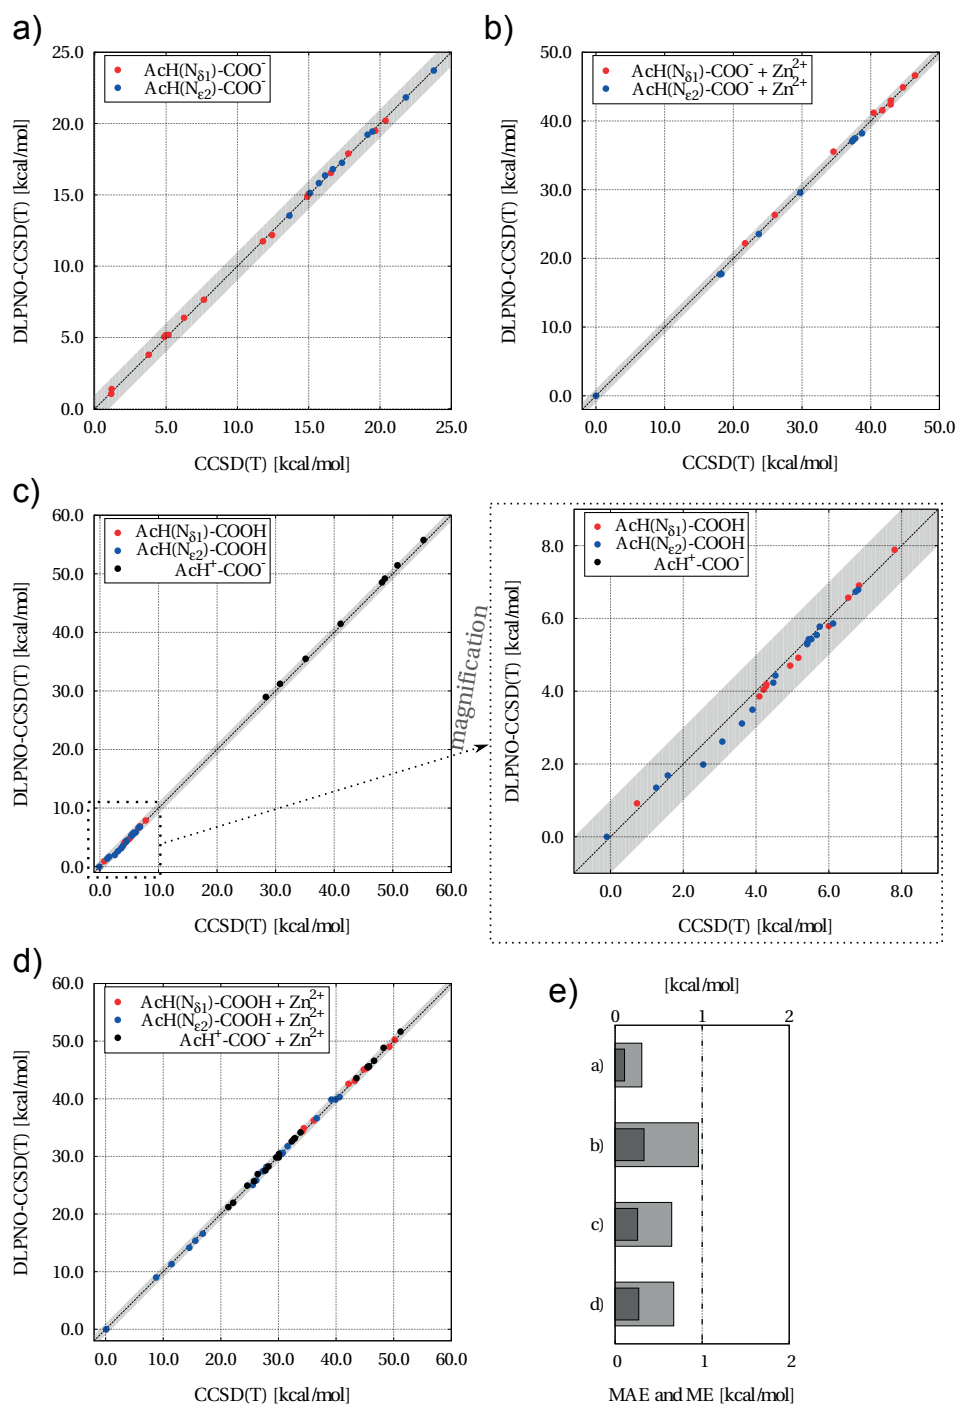 a)
25.0
20.0
15.0
10.0
5.0
0.0
0.0 5.0 10.0 15.0 20.0 25.0
DLPNO-CCSD(T) [kcal/mol]
CCSD(T) [kcal/mol]
AcH(Nδ1)-COO⁻
AcH(Nε2)-COO⁻
b)
50.0
40.0
30.0
20.0
10.0
0.0
0.0 10.0 20.0 30.0 40.0 50.0
DLPNO-CCSD(T) [kcal/mol]
CCSD(T) [kcal/mol]
AcH(Nδ1)-COO⁻ + Zn²⁺
AcH(Nε2)-COO⁻ + Zn²⁺
c)
60.0
50.0
40.0
30.0
20.0
10.0
0.0
0.0 10.0 20.0 30.0 40.0 50.0 60.0
DLPNO-CCSD(T) [kcal/mol]
CCSD(T) [kcal/mol]
AcH(Nδ1)-COOH
AcH(Nε2)-COOH
AcH⁺-COO⁻
magnification
8.0
6.0
4.0
2.0
0.0
0.0 2.0 4.0 6.0 8.0
DLPNO-CCSD(T) [kcal/mol]
CCSD(T) [kcal/mol]
AcH(Nδ1)-COOH
AcH(Nε2)-COOH
AcH⁺-COO⁻
d)
60.0
50.0
40.0
30.0
20.0
10.0
0.0
0.0 10.0 20.0 30.0 40.0 50.0 60.0
DLPNO-CCSD(T) [kcal/mol]
CCSD(T) [kcal/mol]
AcH(Nδ1)-COOH + Zn²⁺
AcH(Nε2)-COOH + Zn²⁺
AcH⁺-COO⁻ + Zn²⁺
e)
[kcal/mol]
0 1 2
a)
b)
c)
d)
0 1 2
MAE and ME [kcal/mol]